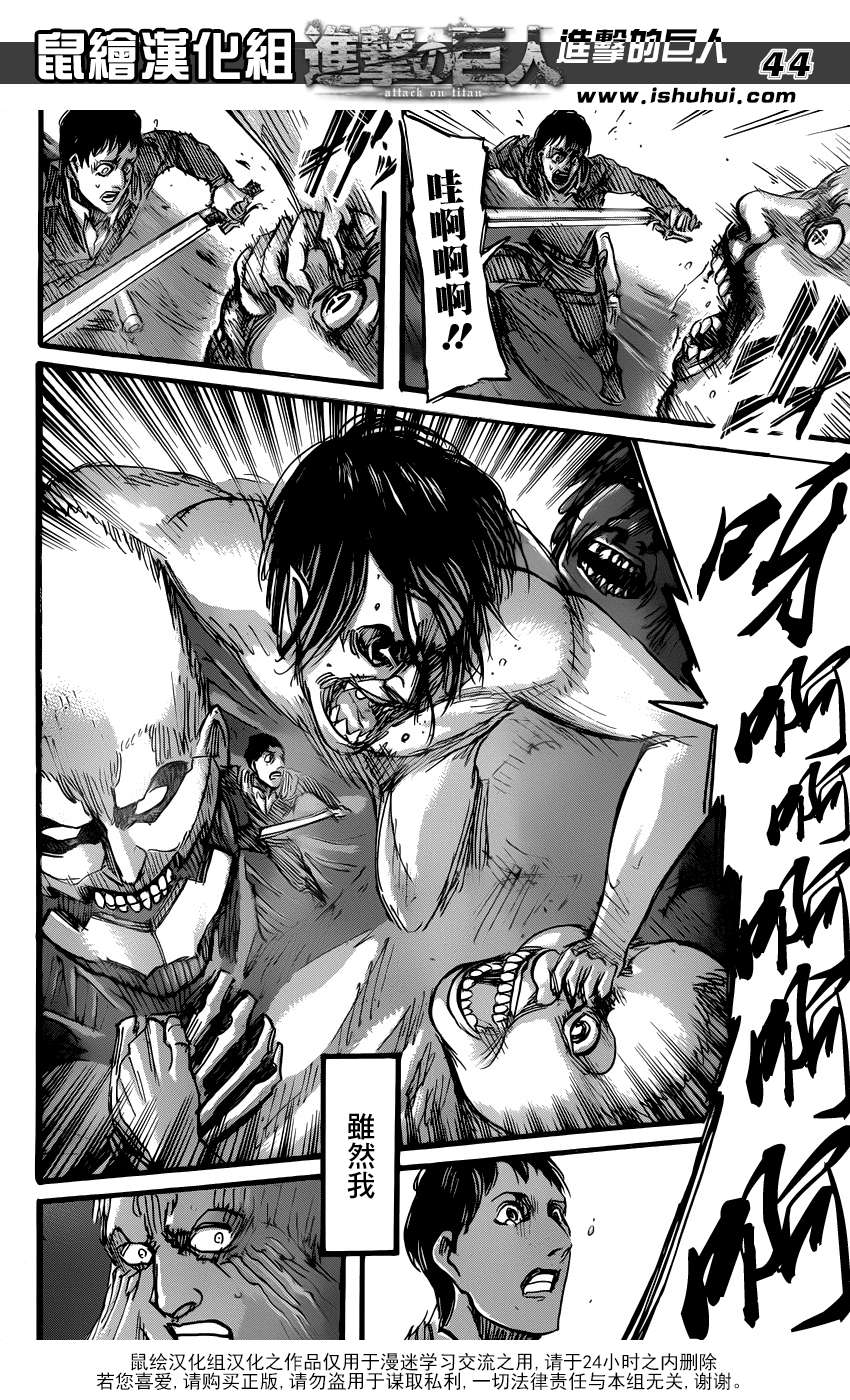 鼠繪漢化組
進撃の巨人
attack on titan
進擊的巨人
44
www.ishuhui.com
哇啊啊啊!!
呀啊啊啊啊啊
雖然我
鼠绘汉化组汉化之作品仅用于漫迷学习交流之用, 请于24小时之内删除
若您喜爱, 请购买正版, 请勿盗用于谋取私利, 一切法律责任与本组无关, 谢谢.